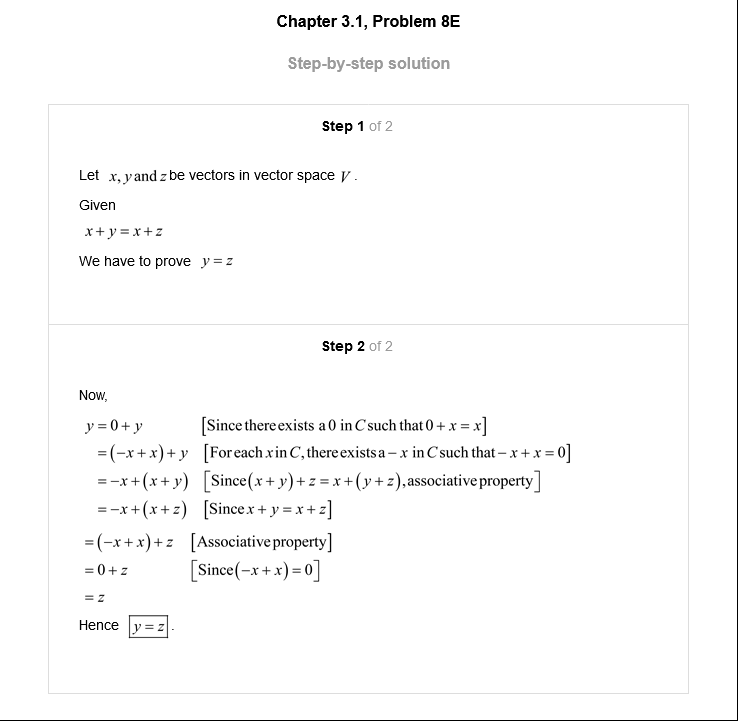 Chapter 3.1, Problem 8E
Step-by-step solution
Step 1 of 2
Let x, y and z be vectors in vector space V .
Given
x + y = x + z
We have to prove y = z
Step 2 of 2
Now,
y = 0 + y [Since there exists a 0 in C such that 0 + x = x]
= (−x + x) + y [For each x in C, there exists a − x in C such that − x + x = 0]
= −x + (x + y) [Since (x + y) + z = x + (y + z), associative property]
= −x + (x + z) [Since x + y = x + z]
= (−x + x) + z [Associative property]
= 0 + z [Since (−x + x) = 0]
= z
Hence y = z .